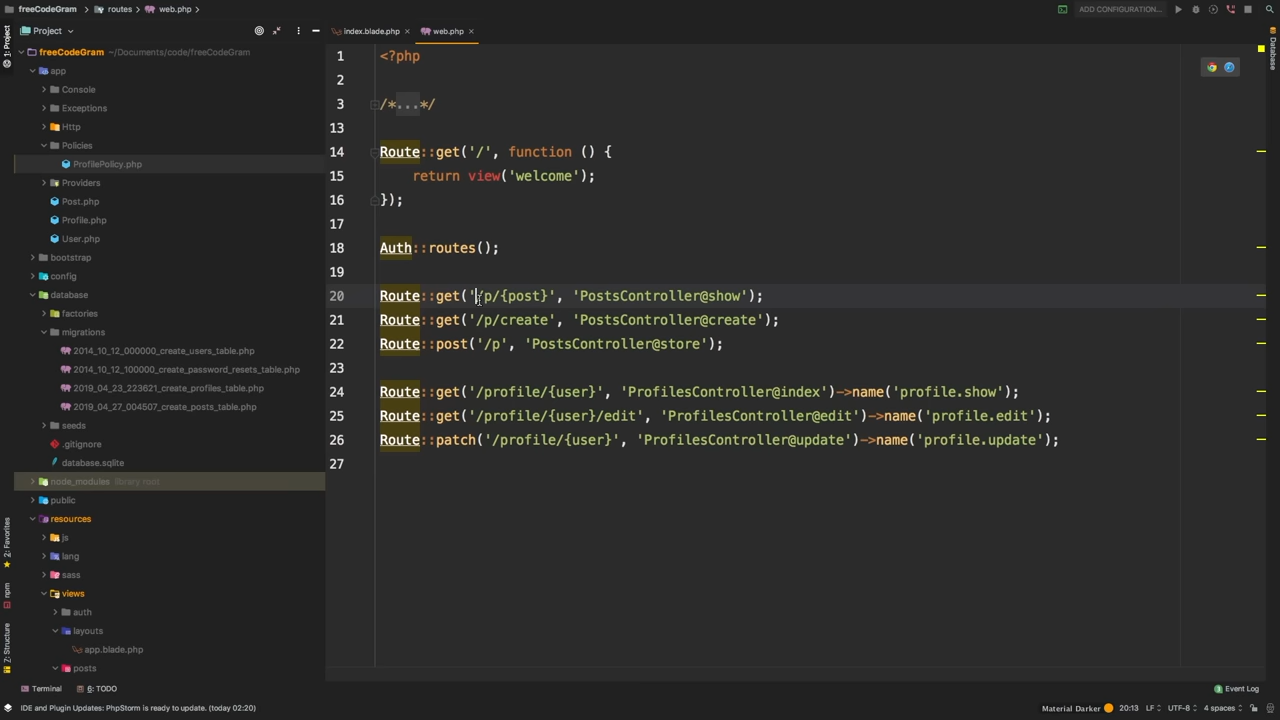 freeCodeGram routes web.php ADD CONFIGURATION...
Project index.blade.php web.php
1: Project
Database
freeCodeGram ~/Documents/code/freeCodeGram
app
Console
Exceptions
Http
Policies
ProfilePolicy.php
Providers
Post.php
Profile.php
User.php
bootstrap
config
database
factories
migrations
2014_10_12_000000_create_users_table.php
2014_10_12_100000_create_password_resets_table.php
2019_04_23_223621_create_profiles_table.php
2019_04_27_004507_create_posts_table.php
seeds
.gitignore
database.sqlite
node_modules library root
public
resources
js
lang
sass
views
auth
layouts
app.blade.php
posts
2: Favorites
npm
7: Structure
1 <?php
2
3 /*...*/
13
14 Route::get('/', function () {
15 return view('welcome');
16 });
17
18 Auth::routes();
19
20 Route::get('/p/{post}', 'PostsController@show');
21 Route::get('/p/create', 'PostsController@create');
22 Route::post('/p', 'PostsController@store');
23
24 Route::get('/profile/{user}', 'ProfilesController@index')->name('profile.show');
25 Route::get('/profile/{user}/edit', 'ProfilesController@edit')->name('profile.edit');
26 Route::patch('/profile/{user}', 'ProfilesController@update')->name('profile.update');
27
Terminal 6: TODO Event Log
IDE and Plugin Updates: PhpStorm is ready to update. (today 02:20) Material Darker 20:13 LF UTF-8 4 spaces